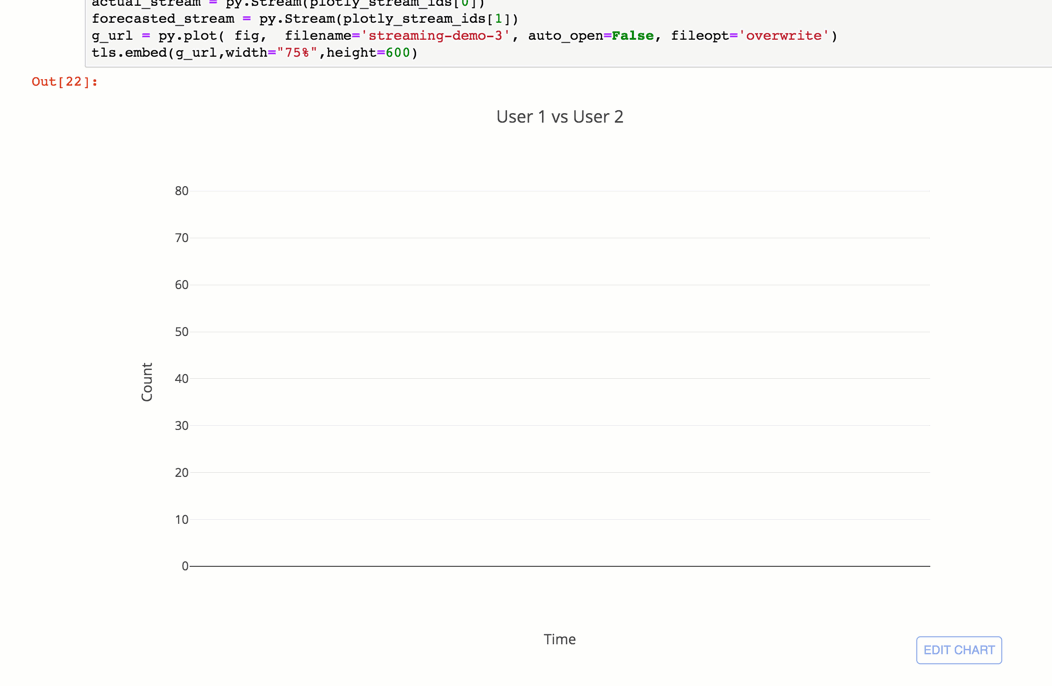 actual_stream = py.Stream(plotly_stream_ids[0])
forecasted_stream = py.Stream(plotly_stream_ids[1])
g_url = py.plot( fig,  filename='streaming-demo-3', auto_open=False, fileopt='overwrite')
tls.embed(g_url,width="75%",height=600)
Out[22]:
User 1 vs User 2
80
70
60
50
40
30
20
10
0
Count
Time
EDIT CHART